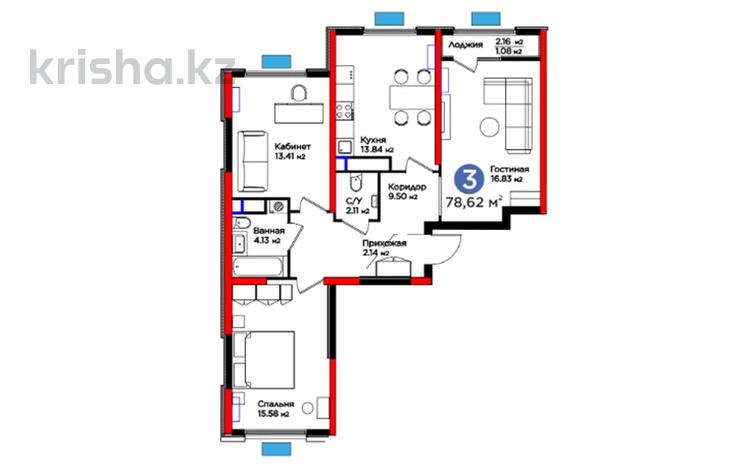 krisha.kz
Лоджия
2.16 м2
1.08 м2
Кабинет
13.41 м2
Кухня
13.84 м2
Гостиная
16.83 м2
3
78,62 м²
С/У
2.11 м2
Коридор
9.50 м2
Ванная
4.13 м2
Прихожая
2.14 м2
Спальня
15.58 м2